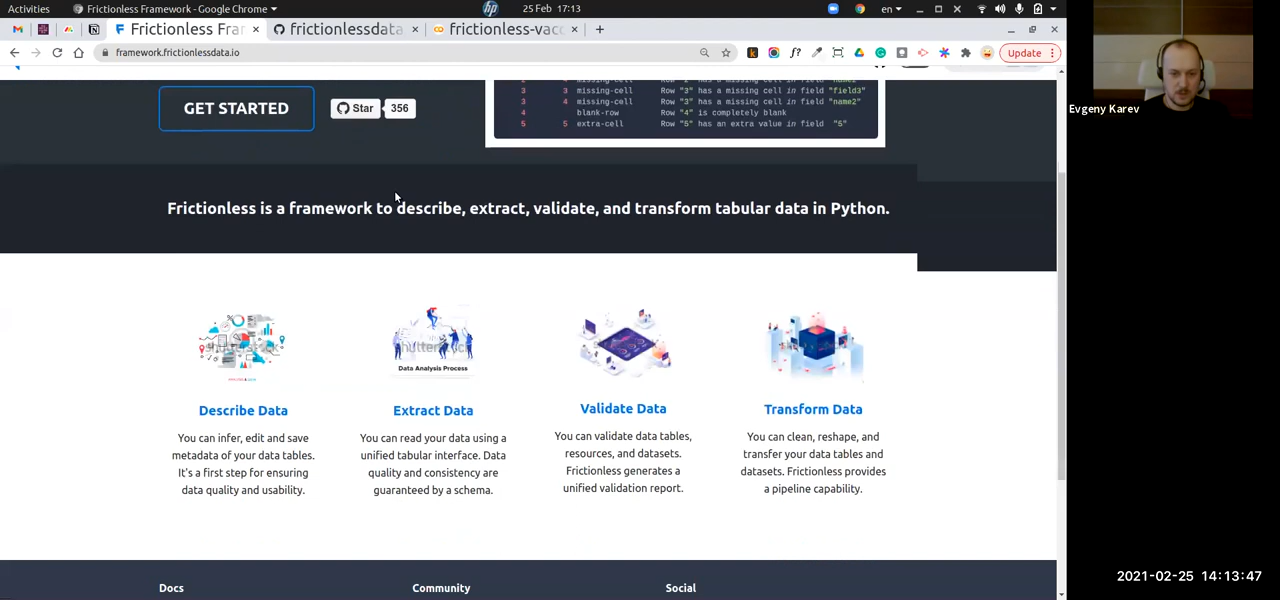 Activities
Frictionless Framework - Google Chrome
25 Feb 17:13
en
Frictionless Fra
frictionlessdata
frictionless-vacc
framework.frictionlessdata.io
Update
GET STARTED
Star
356
3 3 missing-cell Row "3" has a missing cell in field "field3"
3 4 missing-cell Row "3" has a missing cell in field "name2"
4 blank-row Row "4" is completely blank
5 5 extra-cell Row "5" has an extra value in field "5"
Frictionless is a framework to describe, extract, validate, and transform tabular data in Python.
Data Analysis Process
Describe Data
You can infer, edit and save
metadata of your data tables.
It's a first step for ensuring
data quality and usability.
Extract Data
You can read your data using a
unified tabular interface. Data
quality and consistency are
guaranteed by a schema.
Validate Data
You can validate data tables,
resources, and datasets.
Frictionless generates a
unified validation report.
Transform Data
You can clean, reshape, and
transfer your data tables and
datasets. Frictionless provides
a pipeline capability.
Docs
Community
Social
Evgeny Karev
2021-02-25 14:13:47